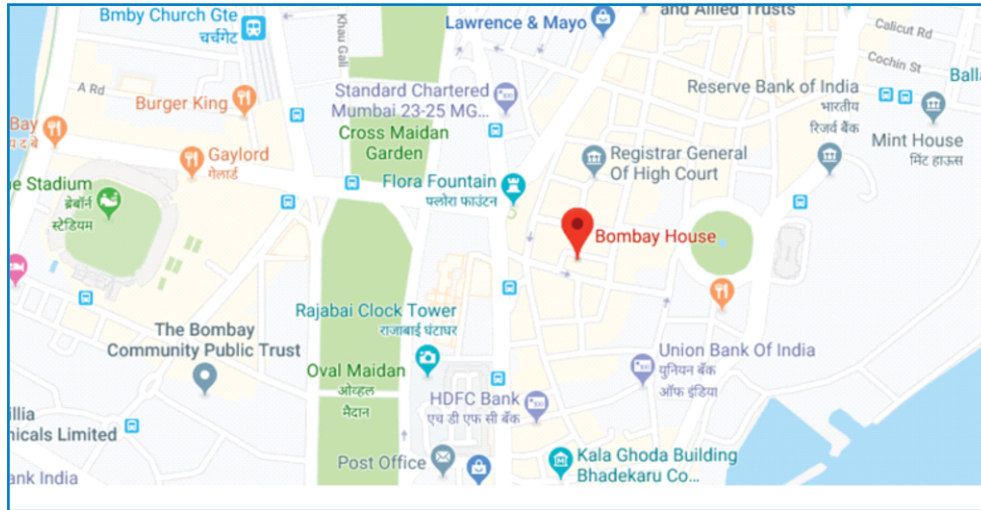 and Allied Trusts
Bmby Church Gte
चर्चगेट
Khau Gali
Lawrence & Mayo
Calicut Rd
Cochin St
A Rd
Burger King
Standard Chartered
Mumbai 23-25 MG...
Reserve Bank of India
भारतीय
रिजर्व बैंक
Balla
Mint House
मिंट हाऊस
Bay
य द बे
Gaylord
गेलार्ड
Cross Maidan
Garden
Registrar General
Of High Court
Flora Fountain
फ्लोरा फाउंटन
e Stadium
ब्रेबॉर्न
स्टेडियम
Bombay House
Rajabai Clock Tower
राजाबाई घंटाघर
The Bombay
Community Public Trust
Oval Maidan
ओव्हल
मैदान
Union Bank Of India
युनियन बँक
ऑफ इंडिया
HDFC Bank
एच डी एफ सी बँक
illia
nicals Limited
Post Office
Kala Ghoda Building
Bhadekaru Co...
ank India